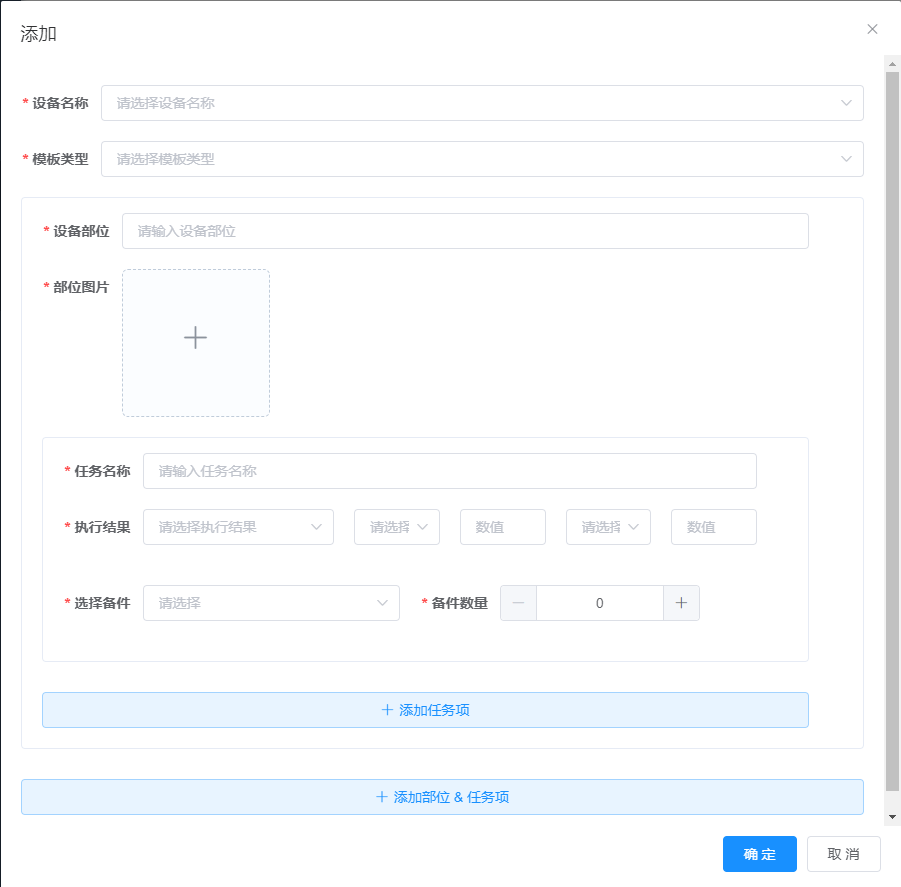 添加
* 设备名称 请选择设备名称
* 模板类型 请选择模板类型
* 设备部位 请输入设备部位
* 部位图片
* 任务名称 请输入任务名称
* 执行结果 请选择执行结果 请选择 数值 请选择 数值
* 选择备件 请选择 * 备件数量 0
添加任务项
添加部位 & 任务项
确定 取消